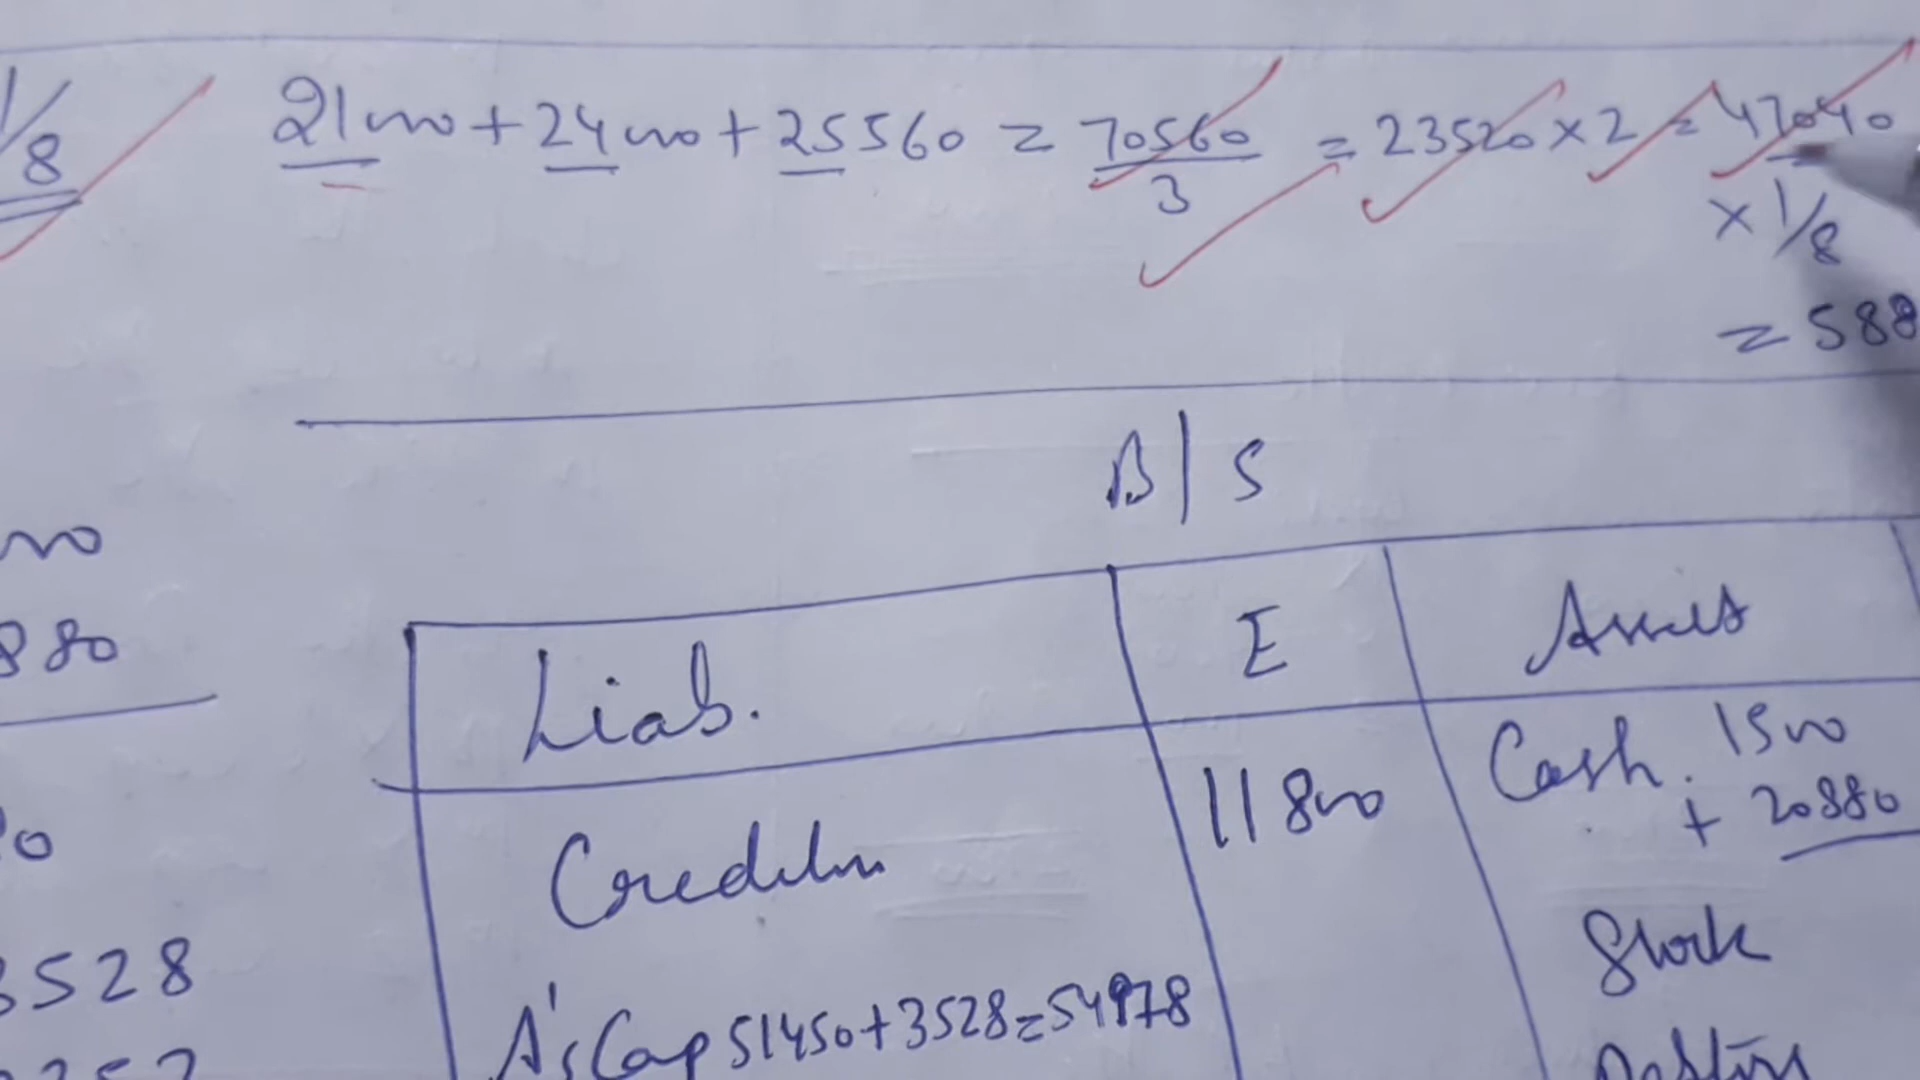 1/8
21000 + 24000 + 25560 = 70560/3 = 23520 × 2 = 47040
× 1/8
= 588
B/S
880
Liab. Assets
11800 Cash. 1500
+ 20880
Creditors
3528 Stock
A's Cap 51450+3528=54978